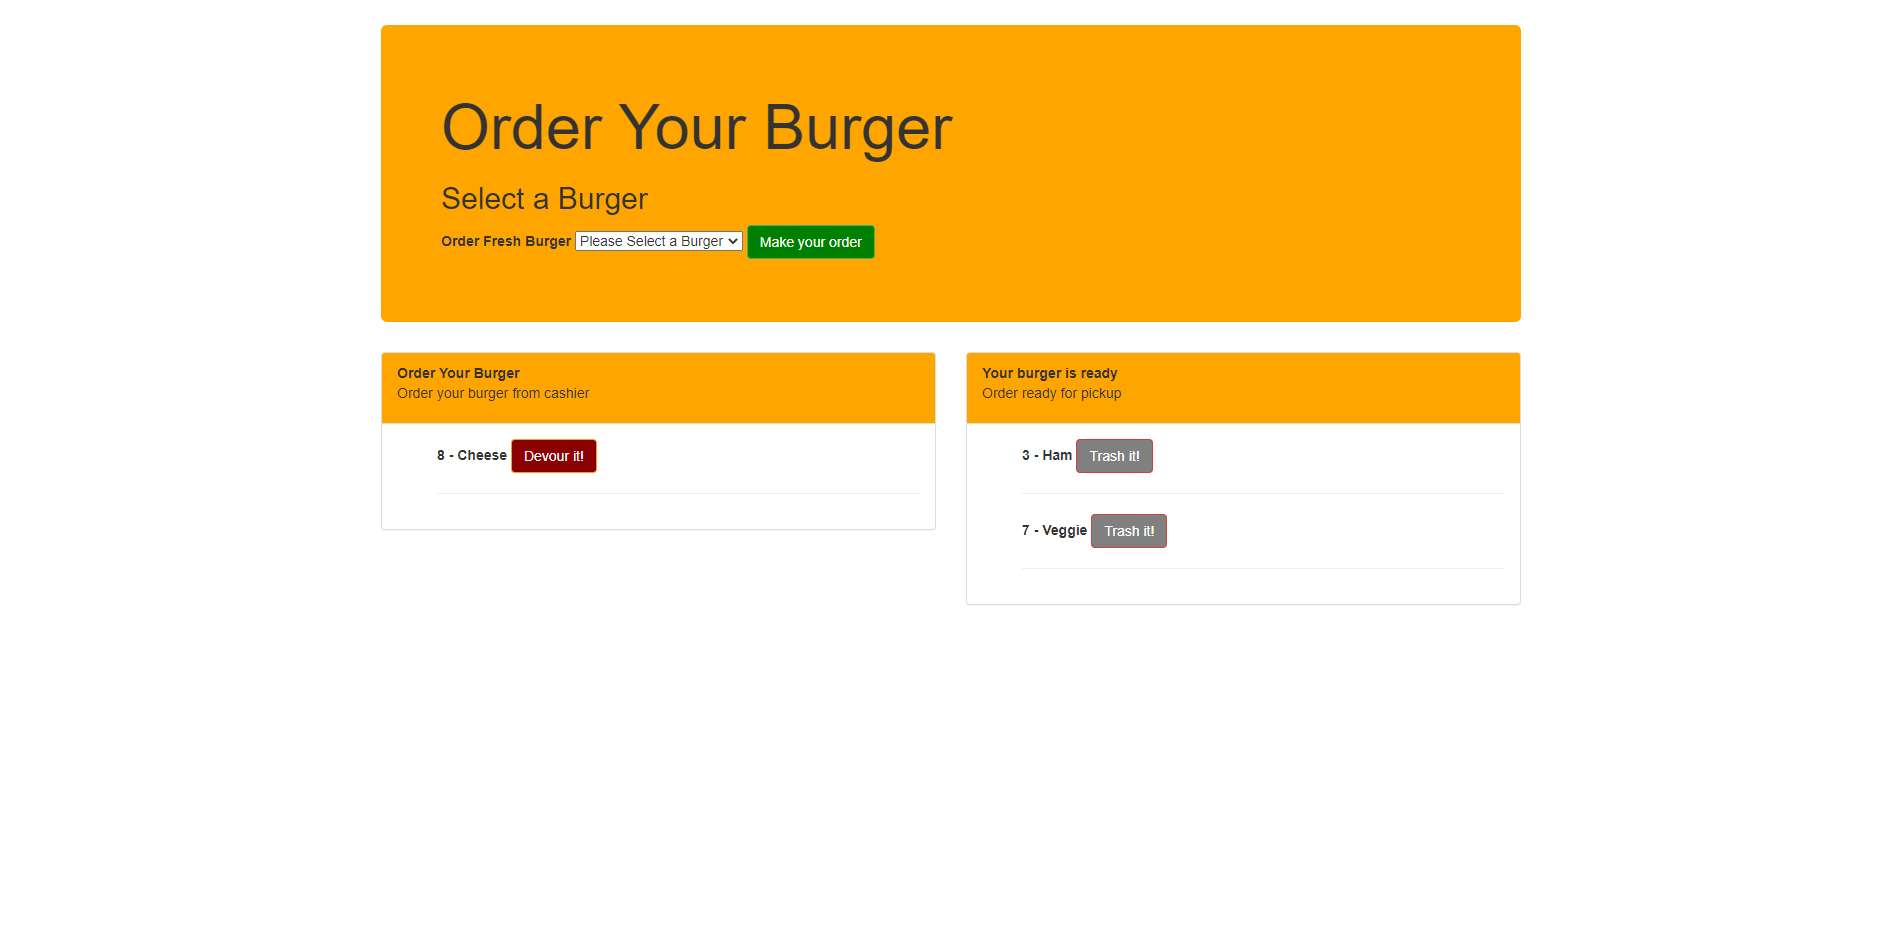 Order Your Burger
Select a Burger
Order Fresh Burger Please Select a Burger Make your order
Order Your Burger
Order your burger from cashier
8 - Cheese Devour it!
Your burger is ready
Order ready for pickup
3 - Ham Trash it!
7 - Veggie Trash it!